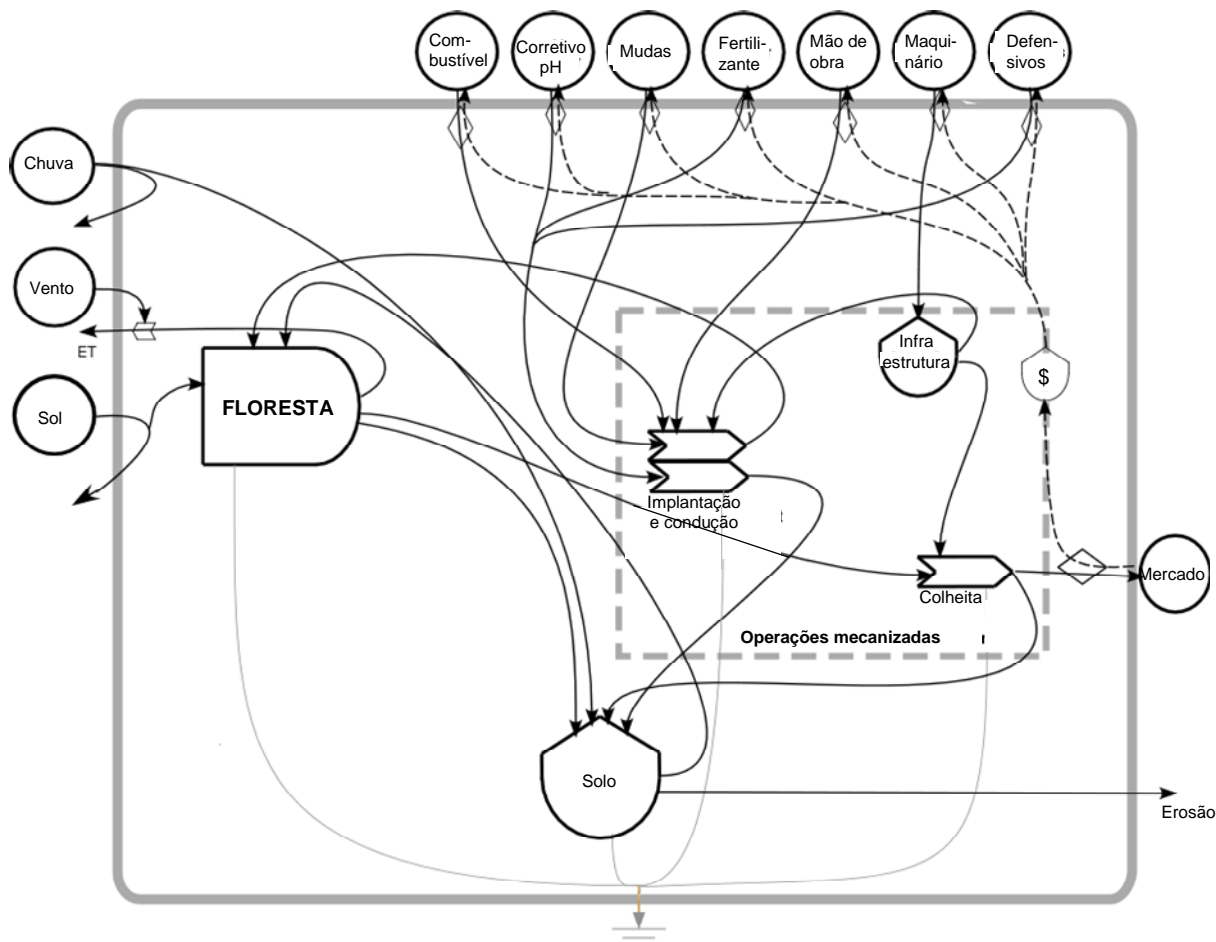 Com-
bustível
Corretivo
pH
Mudas
Fertili-
zante
Mão de
obra
Maqui-
nário
Defen-
sivos
Chuva
Vento
ET
Sol
FLORESTA
Infra
estrutura
$
Implantação
e condução
Colheita
Mercado
Operações mecanizadas
Solo
Erosão